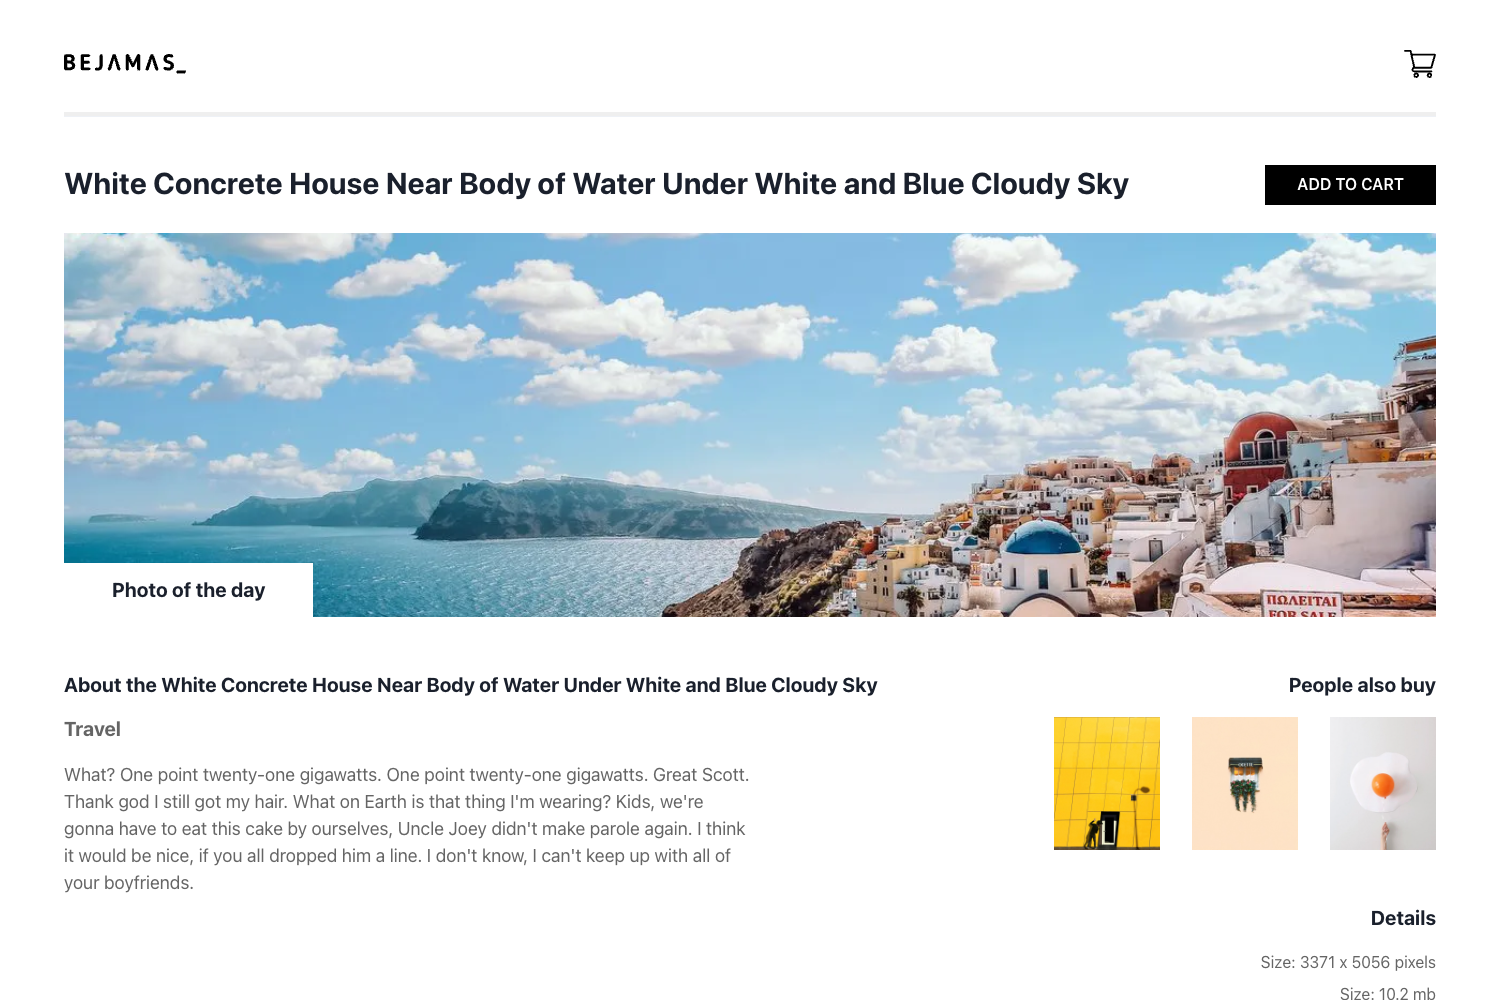 BEJAMAS_
White Concrete House Near Body of Water Under White and Blue Cloudy Sky
ADD TO CART
ΠΩΛΕΙΤΑΙ
FOR SALE
Photo of the day
About the White Concrete House Near Body of Water Under White and Blue Cloudy Sky
Travel
What? One point twenty-one gigawatts. One point twenty-one gigawatts. Great Scott.
Thank god I still got my hair. What on Earth is that thing I'm wearing? Kids, we're
gonna have to eat this cake by ourselves, Uncle Joey didn't make parole again. I think
it would be nice, if you all dropped him a line. I don't know, I can't keep up with all of
your boyfriends.
People also buy
Details
Size: 3371 x 5056 pixels
Size: 10.2 mb